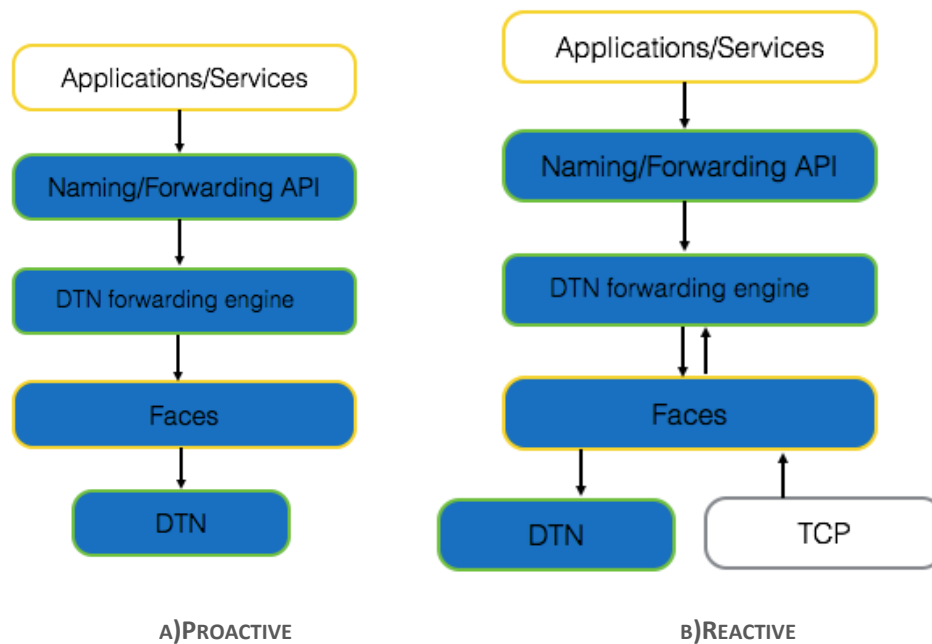 Applications/Services
Naming/Forwarding API
DTN forwarding engine
Faces
DTN
A)PROACTIVE
Applications/Services
Naming/Forwarding API
DTN forwarding engine
Faces
DTN
TCP
B)REACTIVE